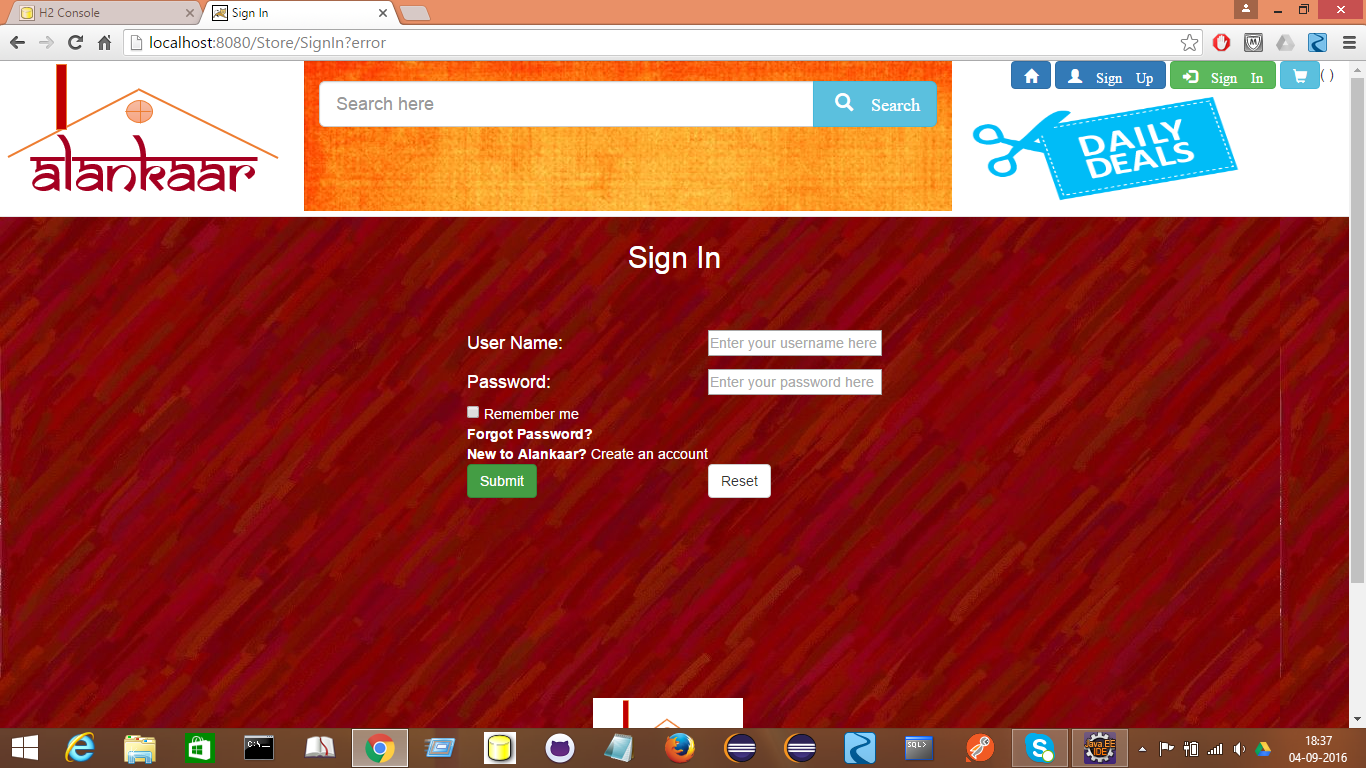 H2 Console
Sign In
localhost:8080/Store/SignIn?error
alankaar
Search here
Search
Sign Up
Sign In
( )
DAILY
DEALS
Sign In
User Name:
Enter your username here
Password:
Enter your password here
Remember me
Forgot Password?
New to Alankaar? Create an account
Submit
Reset
C:\_
SQL>
Java EE
IDE
18:37
04-09-2016